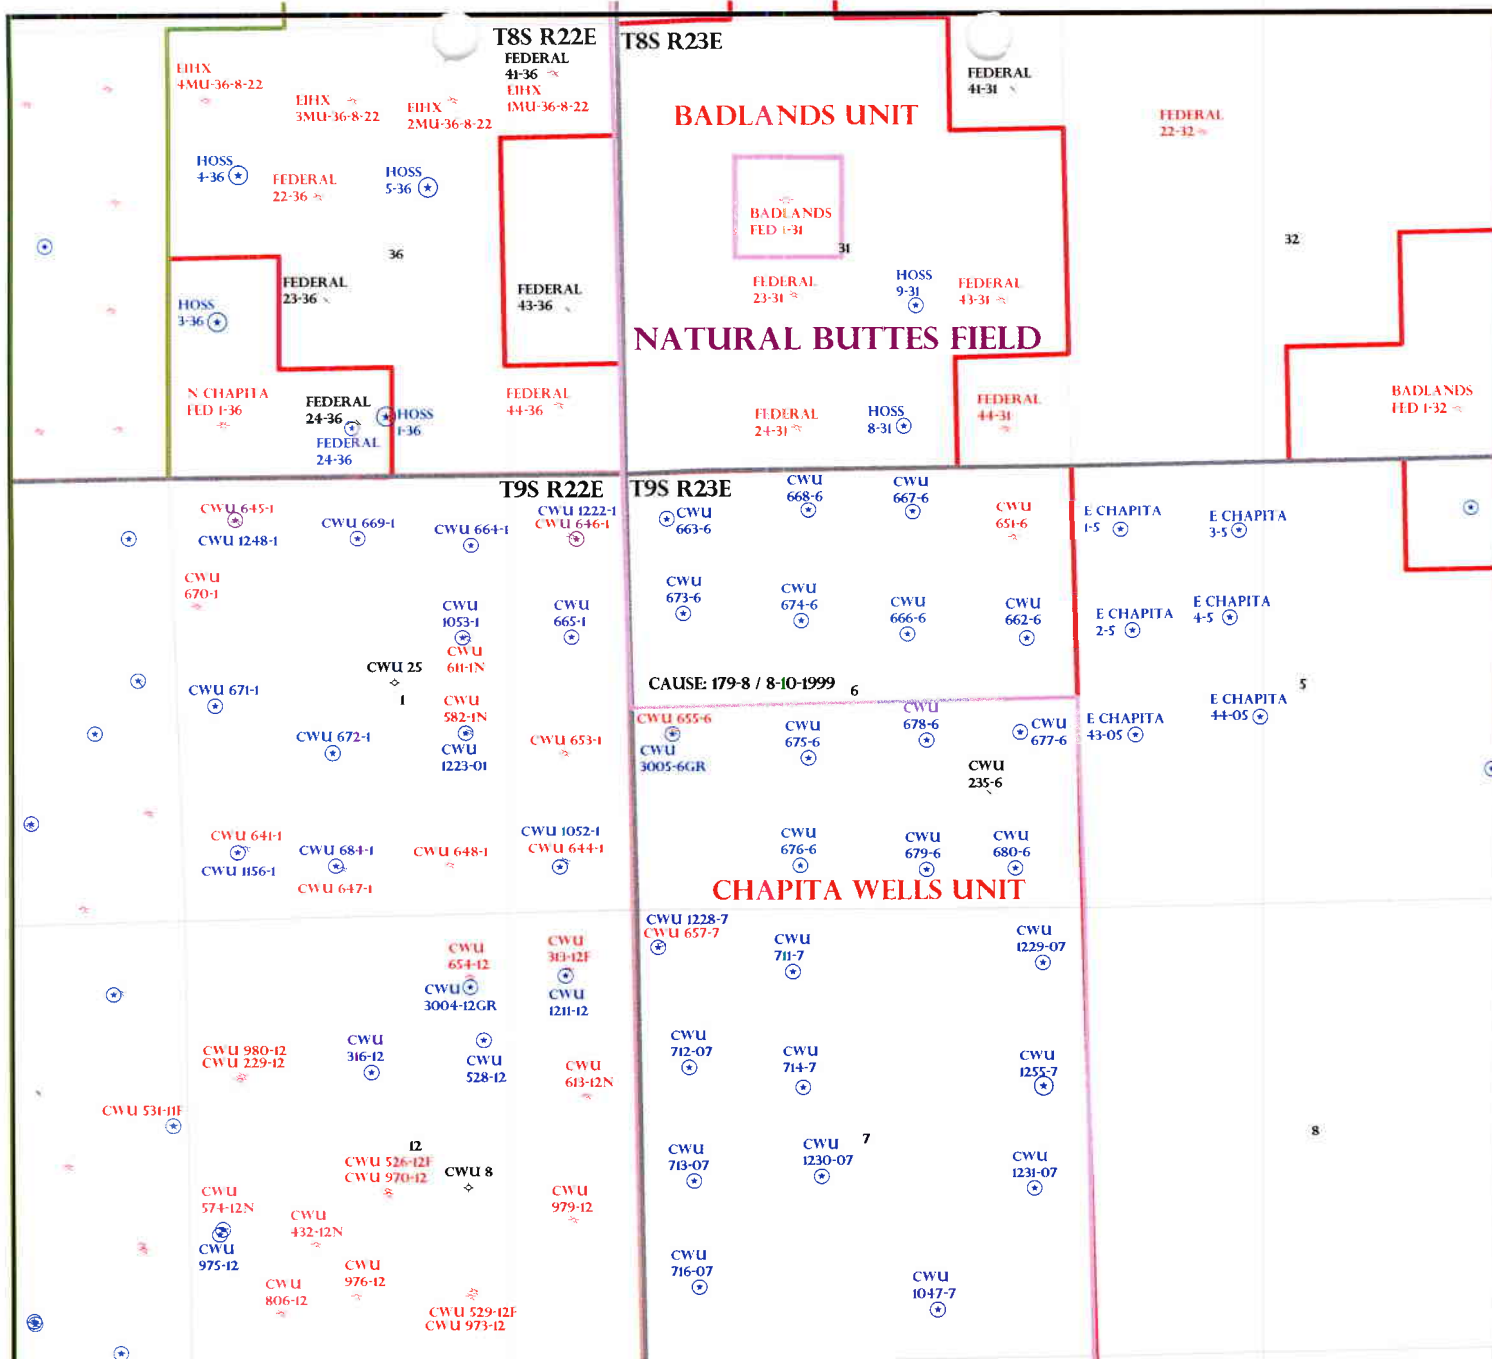 T8S R22E
T8S R23E
FEDERAL
41-36
EIHX
1MU-36-8-22
EIHX
4MU-36-8-22
EIHX
3MU-36-8-22
EIHX
2MU-36-8-22
FEDERAL
41-31
BADLANDS UNIT
FEDERAL
22-32
HOSS
4-36
FEDERAL
22-36
HOSS
5-36
BADLANDS
FED 1-31
31
32
36
FEDERAL
23-36
FEDERAL
43-36
HOSS
3-36
FEDERAL
23-31
HOSS
9-31
FEDERAL
43-31
NATURAL BUTTES FIELD
N CHAPITA
FED 1-36
FEDERAL
24-36
FEDERAL
24-36
HOSS
1-36
FEDERAL
44-36
FEDERAL
24-31
HOSS
8-31
FEDERAL
44-31
BADLANDS
FED 1-32
T9S R22E
T9S R23E
CWU 645-1
CWU 1248-1
CWU 669-1
CWU 664-1
CWU 1222-1
CWU 646-1
CWU
663-6
CWU
668-6
CWU
667-6
CWU
651-6
E CHAPITA
1-5
E CHAPITA
3-5
CWU
670-1
CWU
1053-1
CWU
611-1N
CWU
665-1
CWU
673-6
CWU
674-6
CWU
666-6
CWU
662-6
E CHAPITA
2-5
E CHAPITA
4-5
CWU 25
1
CAUSE: 179-8 / 8-10-1999
6
5
CWU 671-1
CWU 672-1
CWU
582-1N
CWU
1223-01
CWU 653-1
CWU 655-6
CWU
3005-6GR
CWU
675-6
CWU
678-6
CWU
677-6
E CHAPITA
43-05
E CHAPITA
44-05
CWU
235-6
CWU 641-1
CWU 1156-1
CWU 684-1
CWU 647-1
CWU 648-1
CWU 1052-1
CWU 644-1
CWU
676-6
CWU
679-6
CWU
680-6
CHAPITA WELLS UNIT
CWU
654-12
CWU
3004-12GR
CWU
313-12F
CWU
1211-12
CWU 1228-7
CWU 657-7
CWU
711-7
CWU
1229-07
CWU 980-12
CWU 229-12
CWU
316-12
CWU
528-12
CWU
613-12N
CWU
712-07
CWU
714-7
CWU
1255-7
CWU 531-11F
12
CWU 526-12F
CWU 970-12
CWU 8
CWU
713-07
CWU
1230-07
7
CWU
1231-07
8
CWU
574-12N
CWU
975-12
CWU
432-12N
CWU
979-12
CWU
806-12
CWU
976-12
CWU 529-12F
CWU 973-12
CWU
716-07
CWU
1047-7